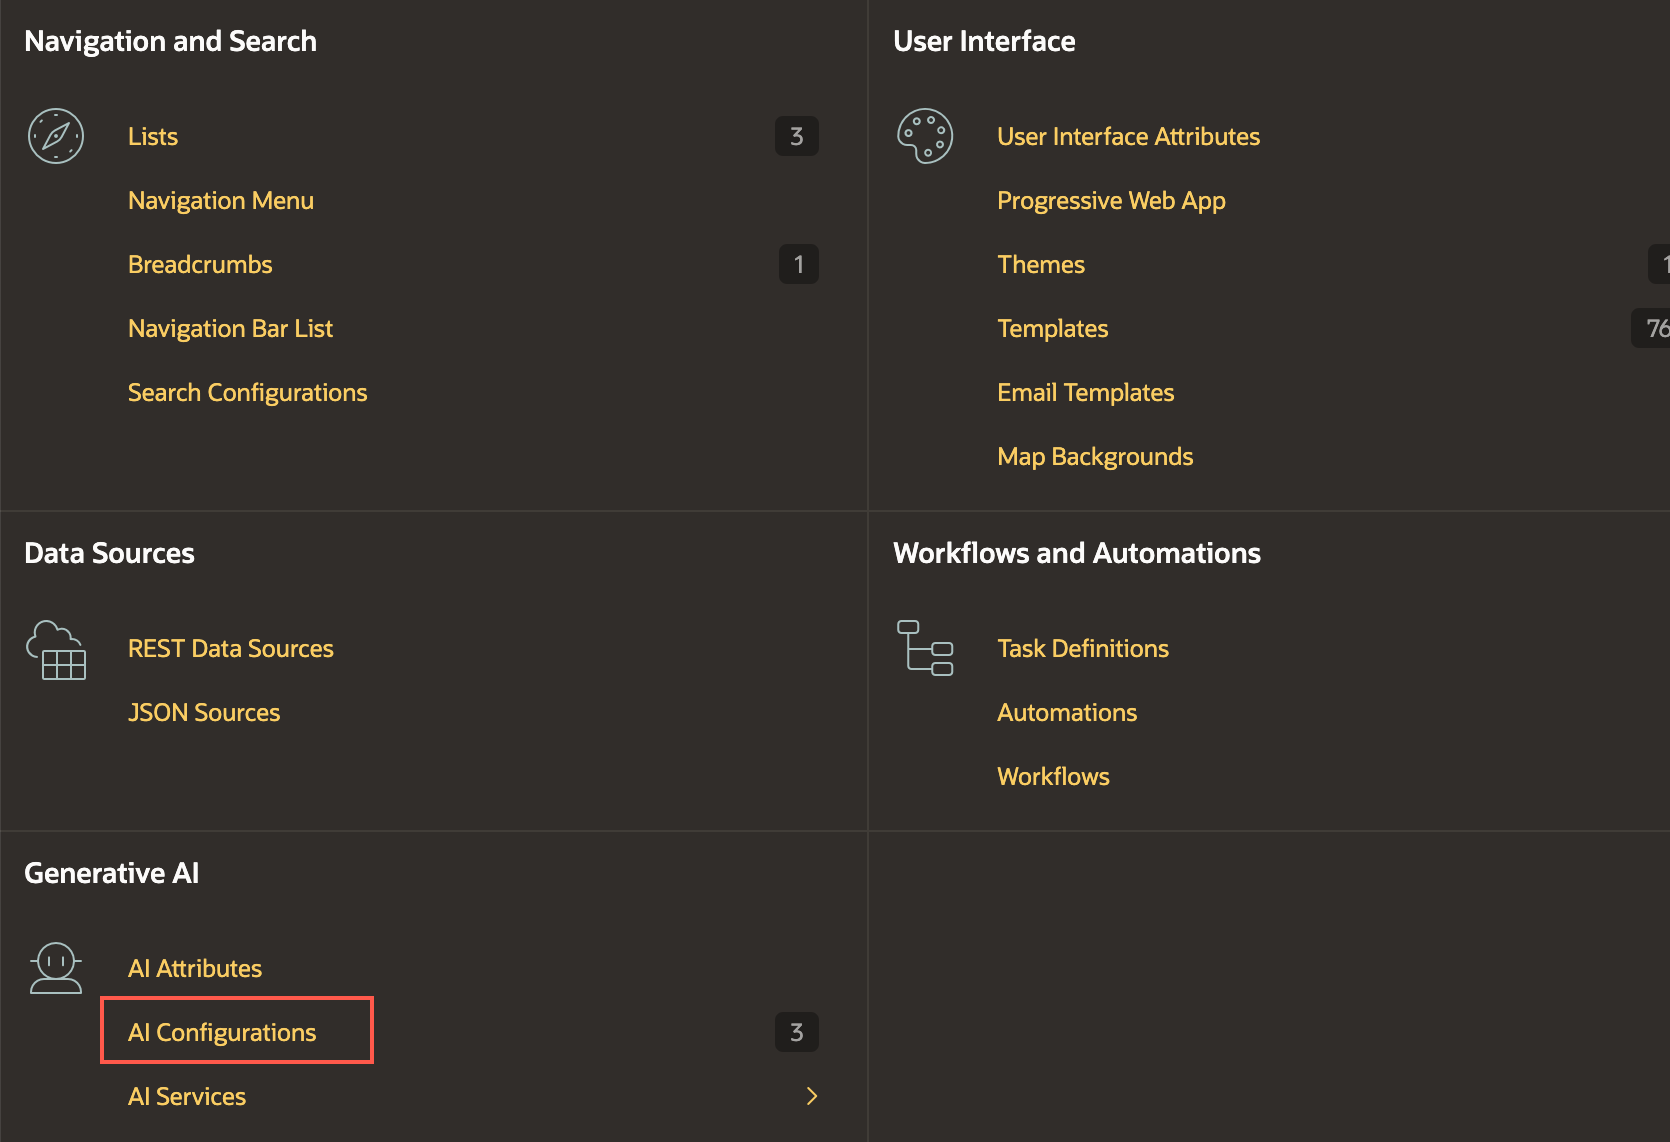 Navigation and Search
Lists
3
Navigation Menu
Breadcrumbs
1
Navigation Bar List
Search Configurations
User Interface
User Interface Attributes
Progressive Web App
Themes
1
Templates
76
Email Templates
Map Backgrounds
Data Sources
REST Data Sources
JSON Sources
Workflows and Automations
Task Definitions
Automations
Workflows
Generative AI
AI Attributes
AI Configurations
3
AI Services